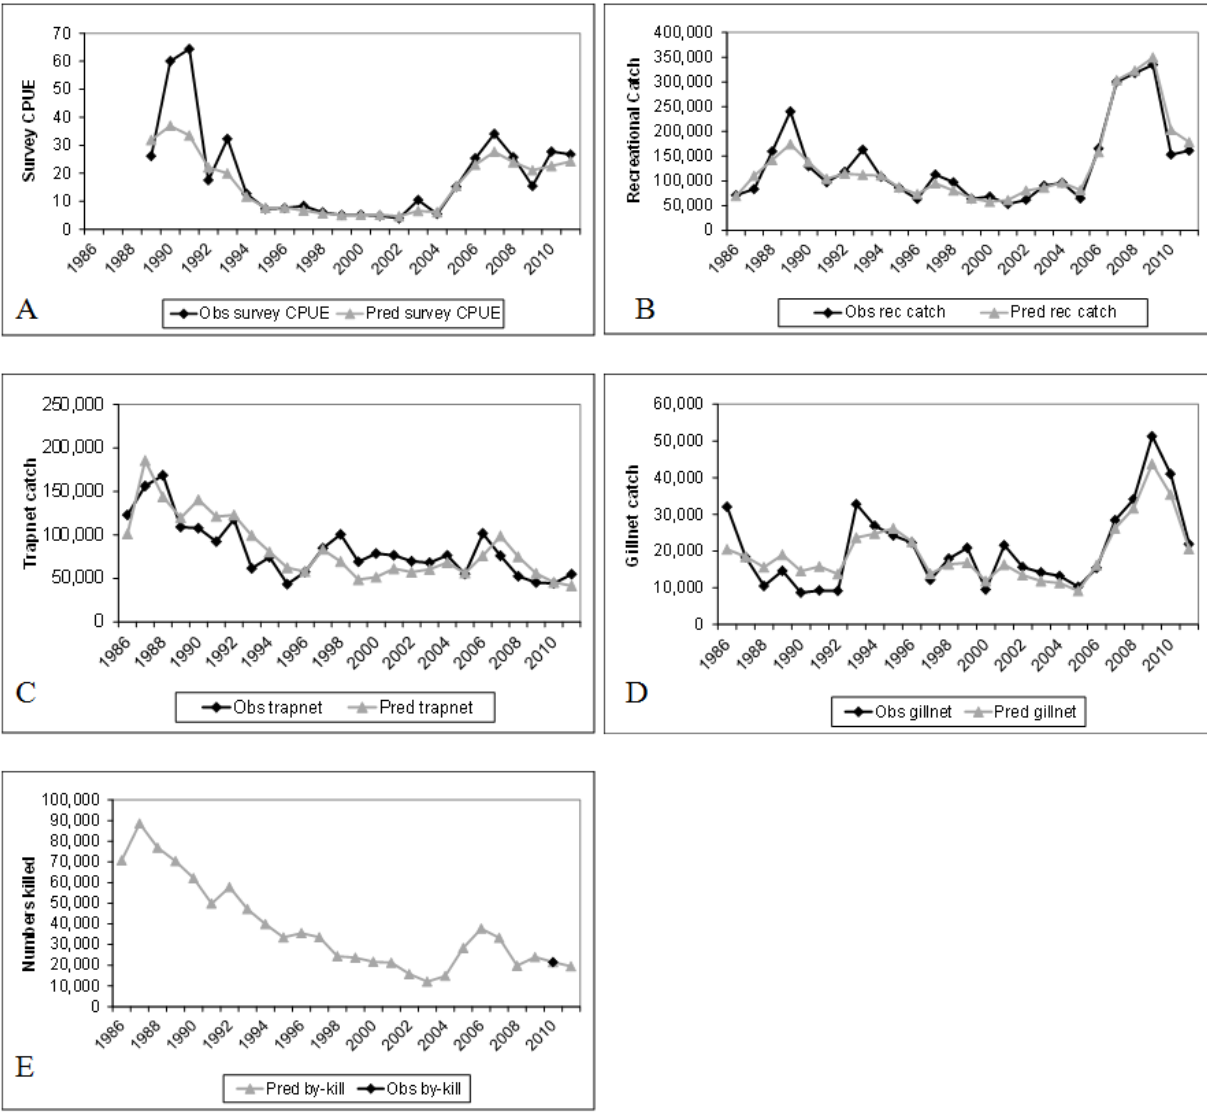 70
60
50
40
30
20
10
0
Survey CPUE
1986 1988 1990 1992 1994 1996 1998 2000 2002 2004 2006 2008 2010
Obs survey CPUE Pred survey CPUE
A
400,000
350,000
300,000
250,000
200,000
150,000
100,000
50,000
0
Recreational Catch
1986 1988 1990 1992 1994 1996 1998 2000 2002 2004 2006 2008 2010
Obs rec catch Pred rec catch
B
250,000
200,000
150,000
100,000
50,000
0
Trapnet catch
1986 1988 1990 1992 1994 1996 1998 2000 2002 2004 2006 2008 2010
Obs trapnet Pred trapnet
C
60,000
50,000
40,000
30,000
20,000
10,000
0
Gillnet catch
1986 1988 1990 1992 1994 1996 1998 2000 2002 2004 2006 2008 2010
Obs gillnet Pred gillnet
D
100,000
90,000
80,000
70,000
60,000
50,000
40,000
30,000
20,000
10,000
0
Numbers killed
1986 1988 1990 1992 1994 1996 1998 2000 2002 2004 2006 2008 2010
Pred by-kill Obs by-kill
E